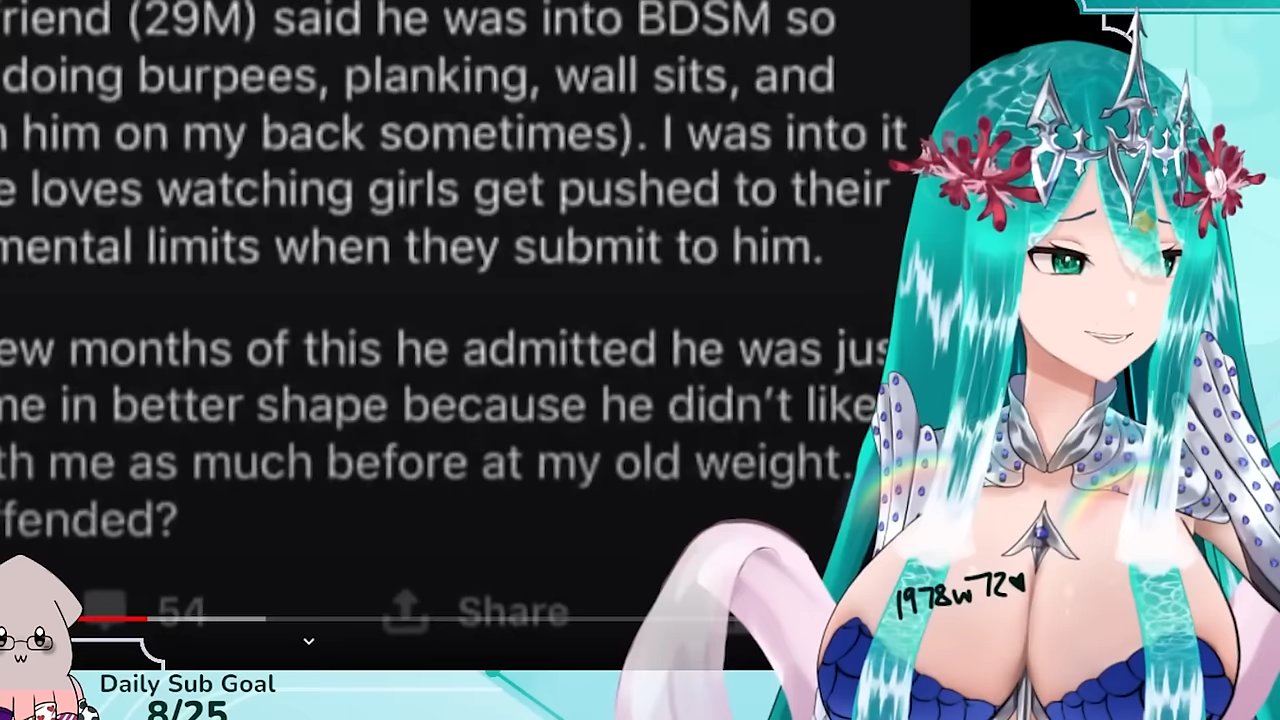 riend (29M) said he was into BDSM so
doing burpees, planking, wall sits, and
him on my back sometimes). I was into it
e loves watching girls get pushed to their
mental limits when they submit to him.
ew months of this he admitted he was jus
me in better shape because he didn't like
th me as much before at my old weight.
ffended?
54
Share
1978w72♥
Daily Sub Goal
8/25